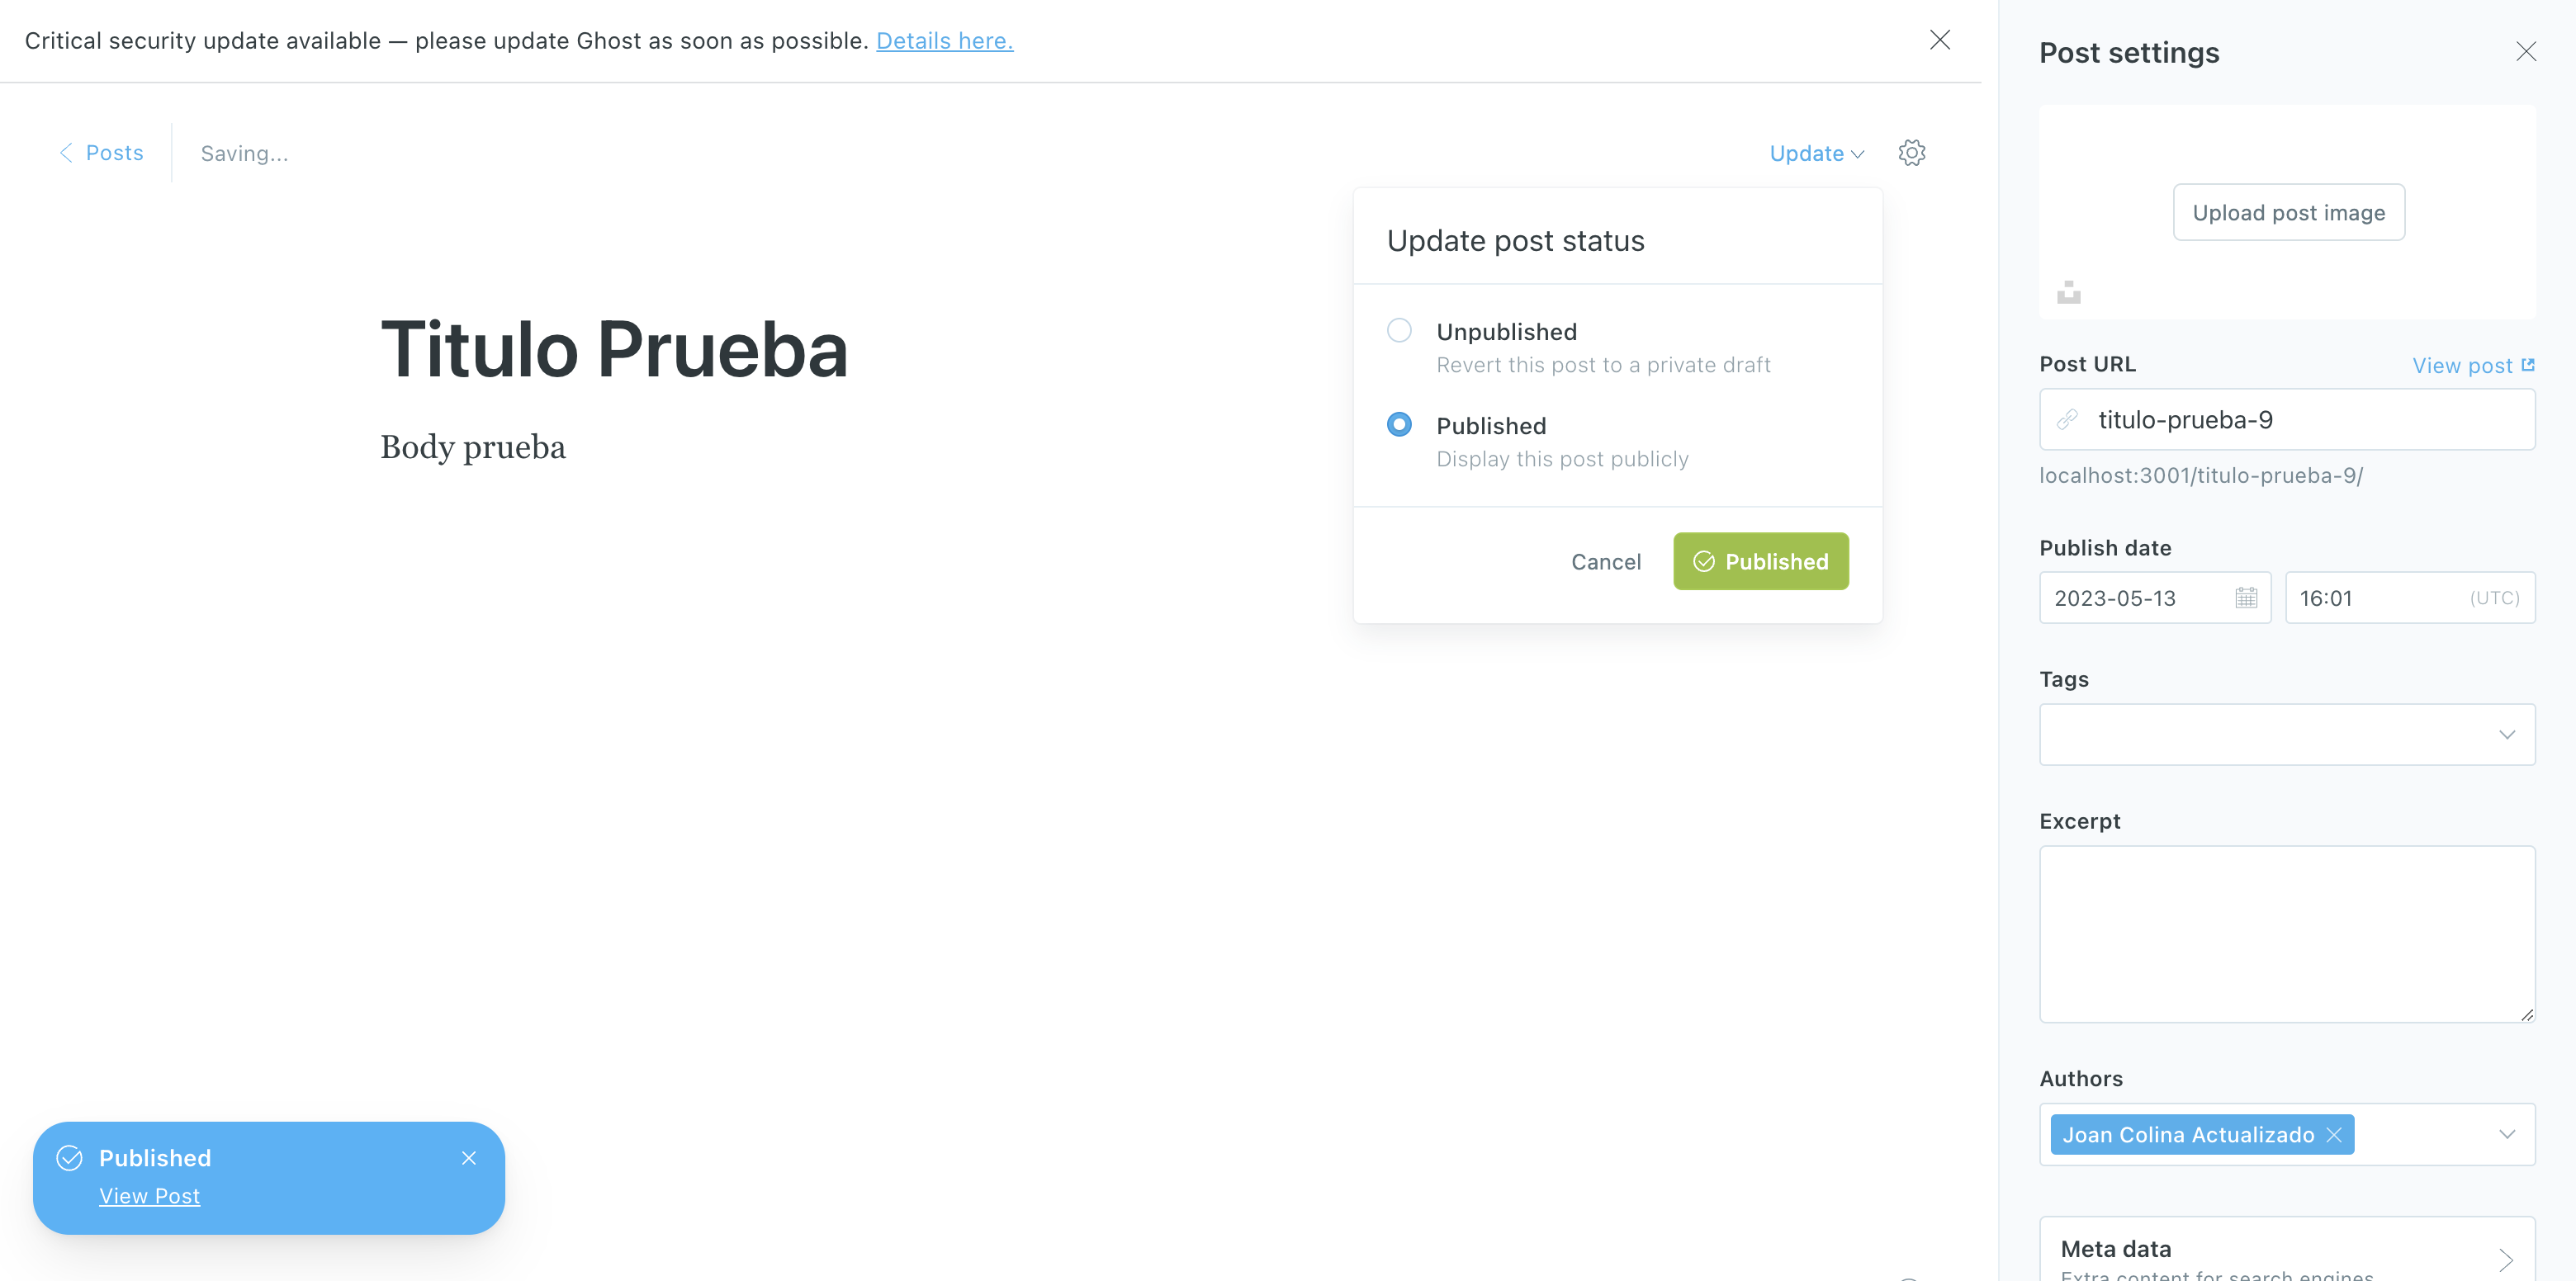 Critical security update available — please update Ghost as soon as possible. Details here.
Posts
Saving...
Update
Titulo Prueba
Body prueba
Update post status
Unpublished
Revert this post to a private draft
Published
Display this post publicly
Cancel
Published
Published
View Post
Post settings
Upload post image
Post URL
View post
titulo-prueba-9
localhost:3001/titulo-prueba-9/
Publish date
2023-05-13
16:01 (UTC)
Tags
Excerpt
Authors
Joan Colina Actualizado
Meta data
Extra content for search engines